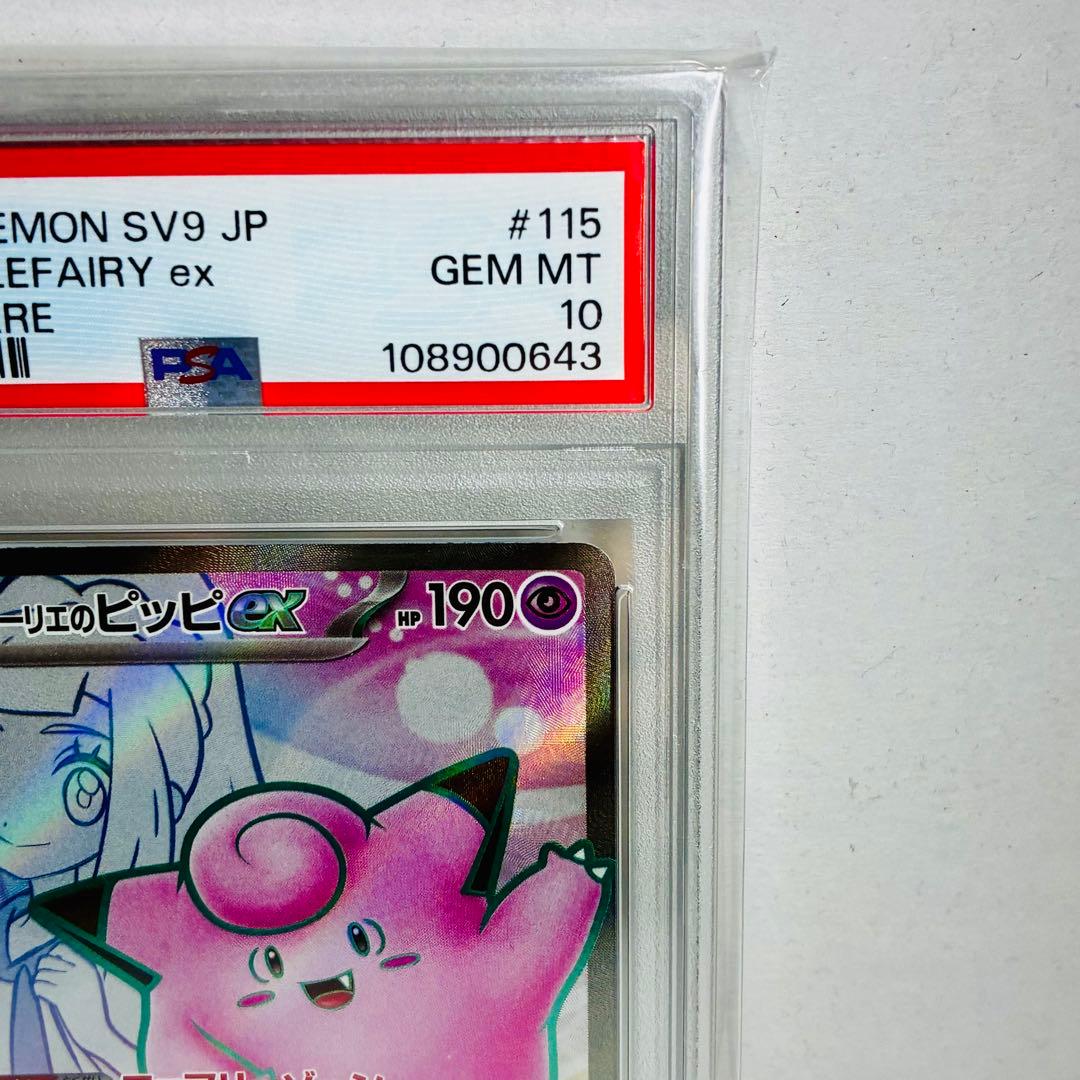 EMON SV9 JP #115
LEFAIRY ex GEM MT
RE 10
PSA 108900643
ーリエのピッピex HP 190